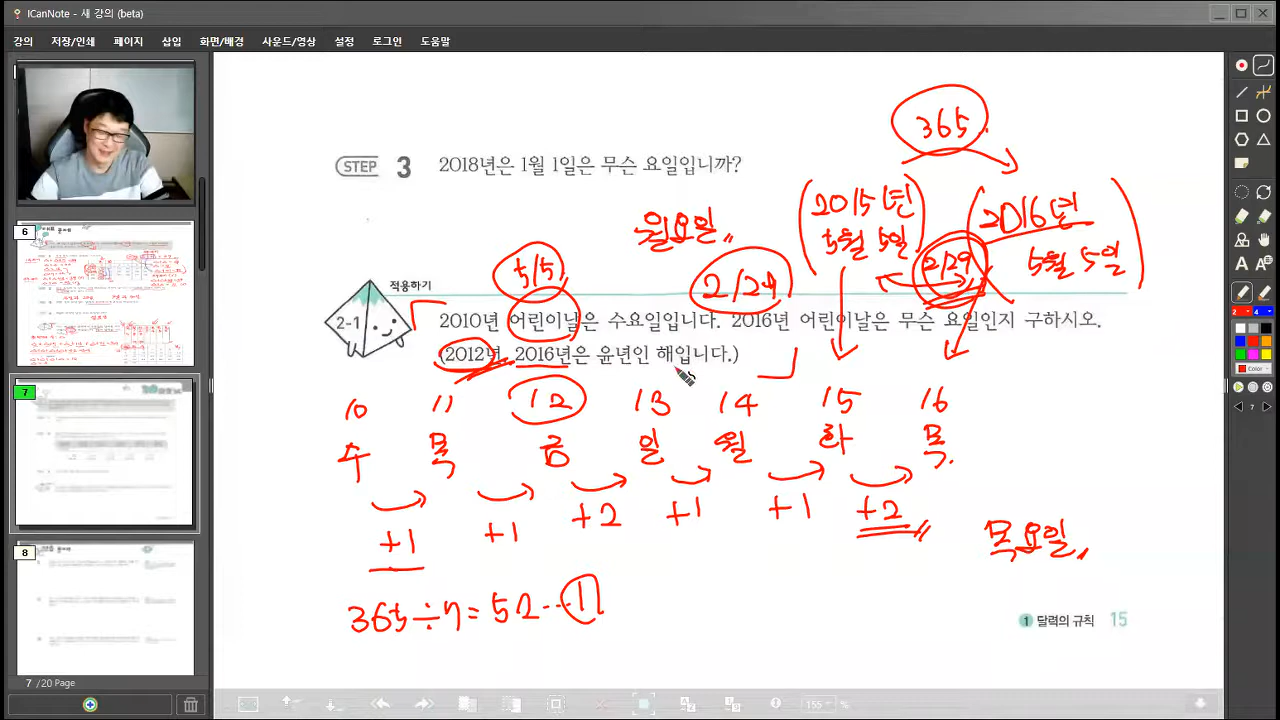 ICanNote - 새 강의 (beta)
강의 저장/인쇄 페이지 삽입 화면/배경 사운드/영상 설정 로그인 도움말
365
STEP 3 2018년은 1월 1일은 무슨 요일입니까?
월요일
2015년
5월 5일
2016년
5월 5일
2/29
5/5
2/29
적용하기
2-1
2010년 어린이날은 수요일입니다. 2016년 어린이날은 무슨 요일인지 구하시오.
(2012년, 2016년은 윤년인 해입니다.)
10 11 12 13 14 15 16
수 목 금 일 월 화 목
+1 +1 +2 +1 +1 +2
목요일
365÷7=52…1
1 달력의 규칙 15
6
7
8
7 / 20 Page
155 %
Color
7